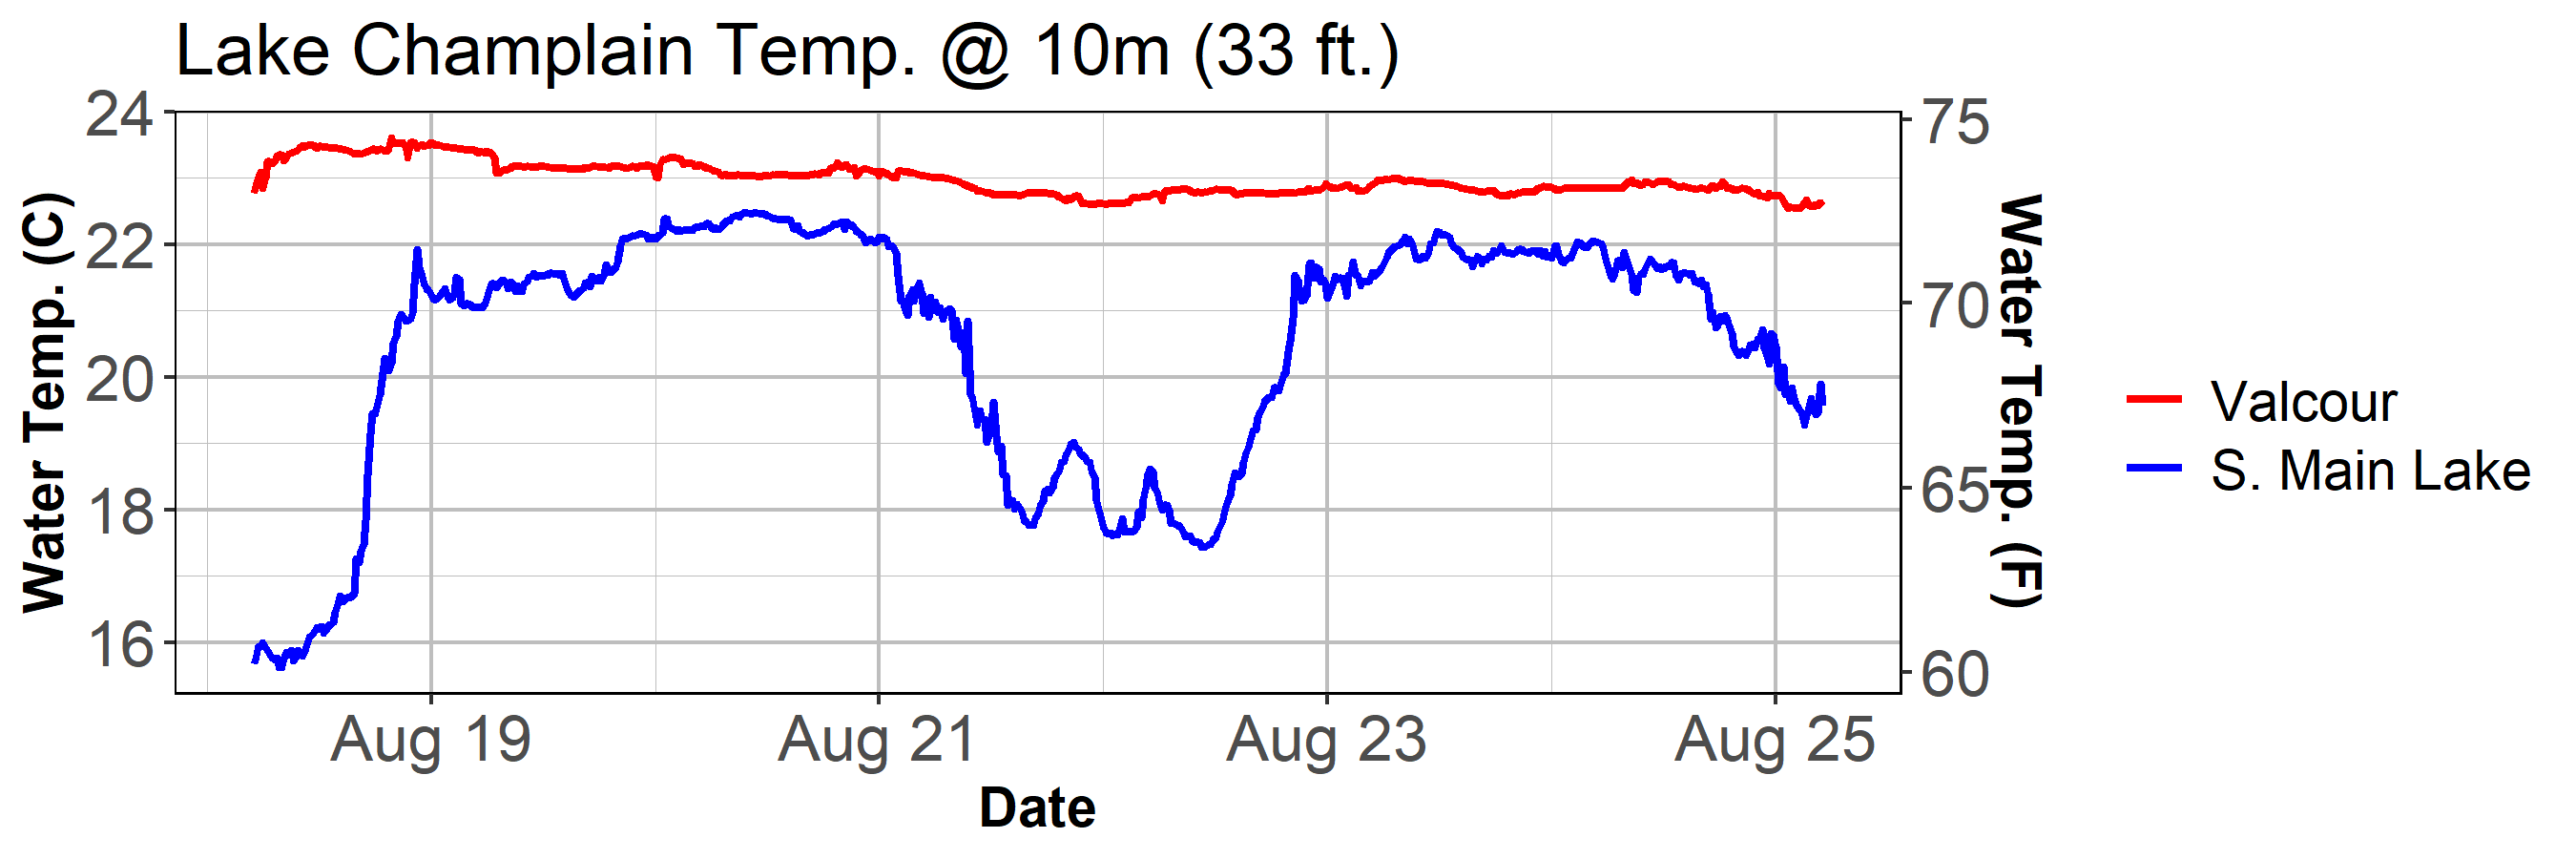 Lake Champlain Temp. @ 10m (33 ft.)
Water Temp. (C)
24
22
20
18
16
75
70
65
60
Water Temp. (F)
Aug 19
Aug 21
Aug 23
Aug 25
Date
Valcour
S. Main Lake